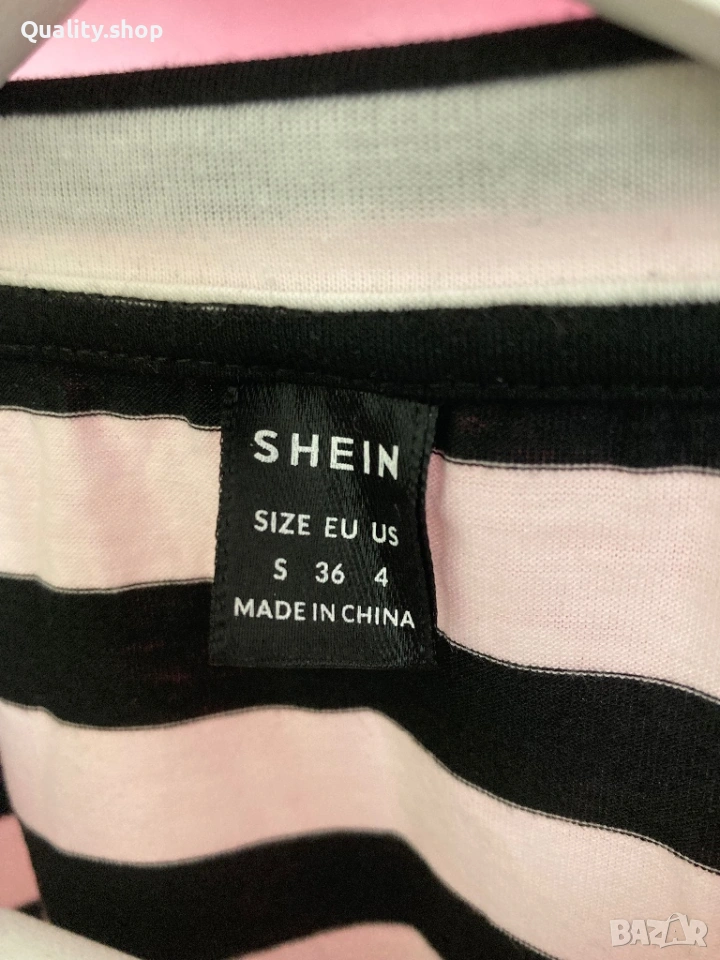 Quality.shop
SHEIN
SIZE EU US
S 36 4
MADE IN CHINA
BAZAR